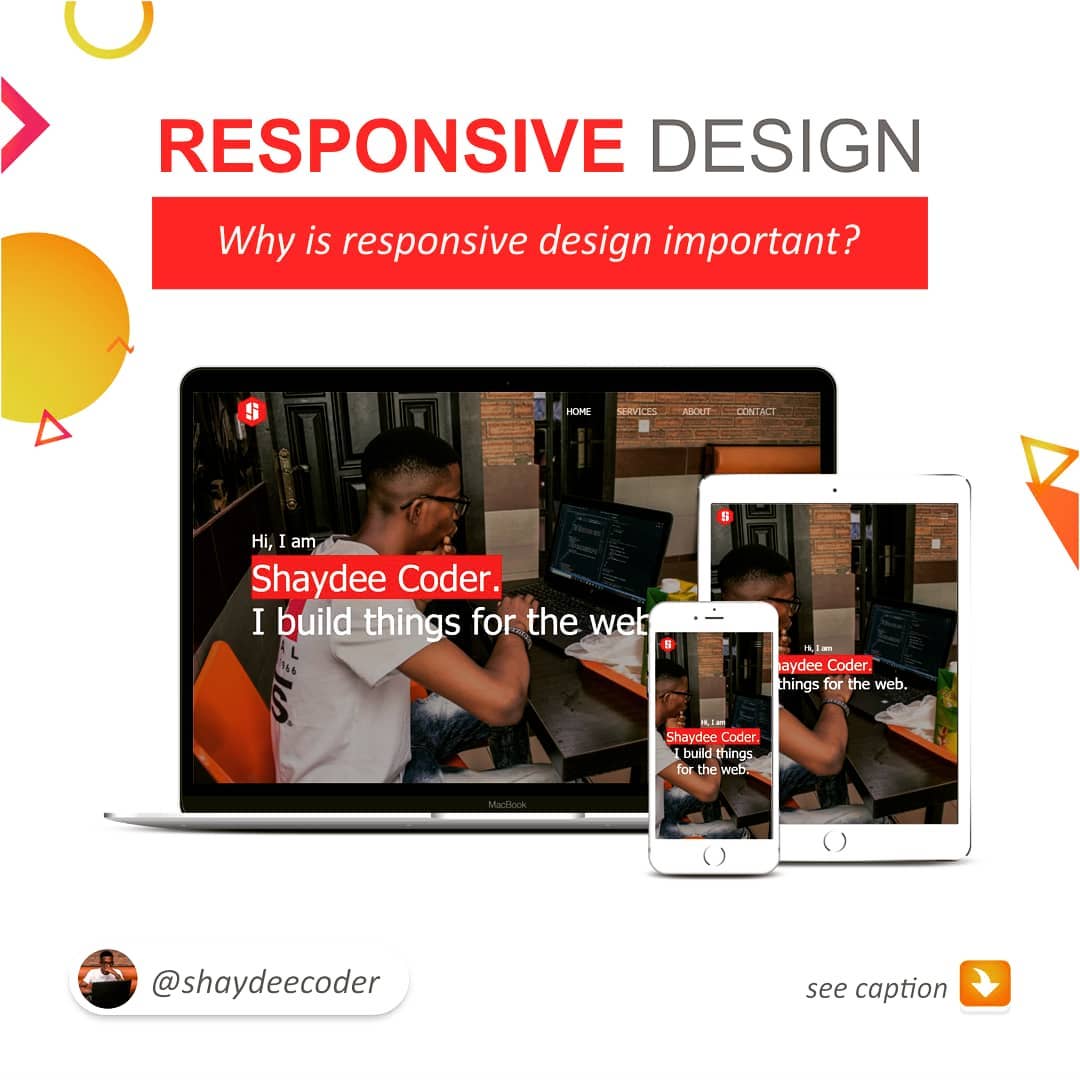 RESPONSIVE DESIGN
Why is responsive design important?
S
HOME SERVICES ABOUT CONTACT
Hi, I am
Shaydee Coder.
I build things for the web
MacBook
S
Hi, I am
haydee Coder.
things for the web.
S
Hi, I am
Shaydee Coder.
I build things
for the web.
@shaydeecoder
see caption